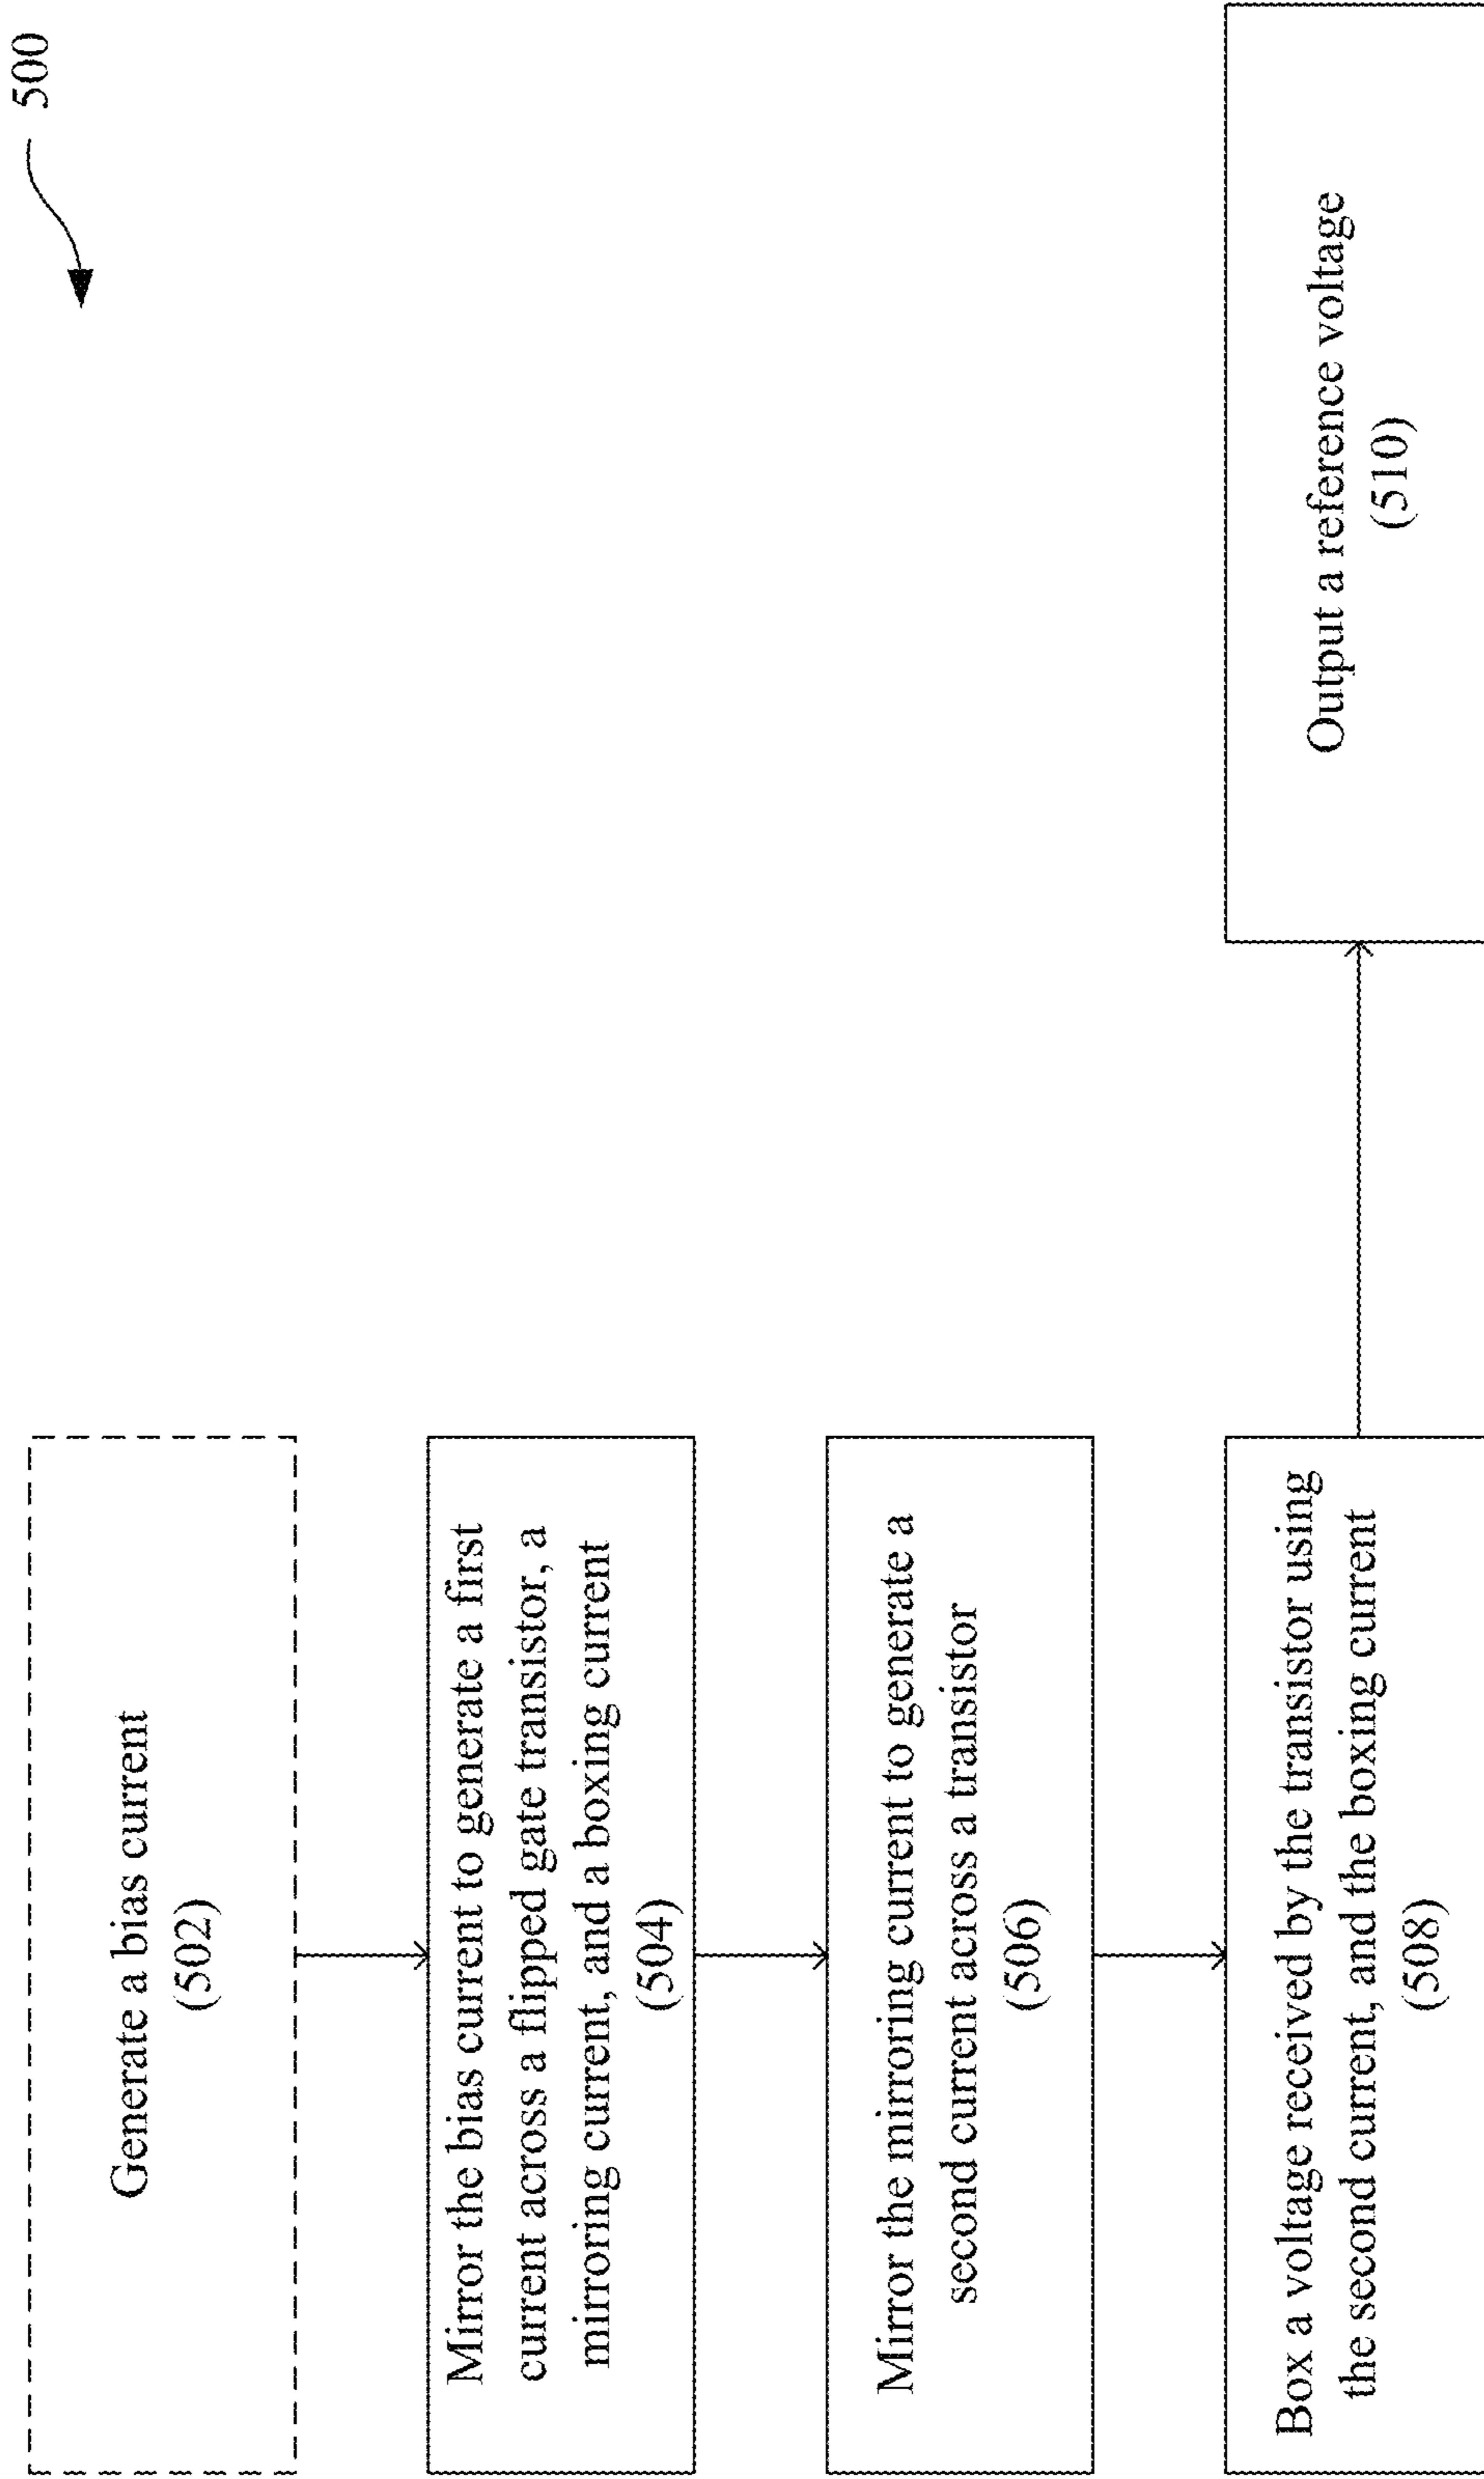 500
Generate a bias current
(502)
Mirror the bias current to generate a first
current across a flipped gate transistor, a
mirroring current, and a boxing current
(504)
Mirror the mirroring current to generate a
second current across a transistor
(506)
Box a voltage received by the transistor using
the second current, and the boxing current
(508)
Output a reference voltage
(510)